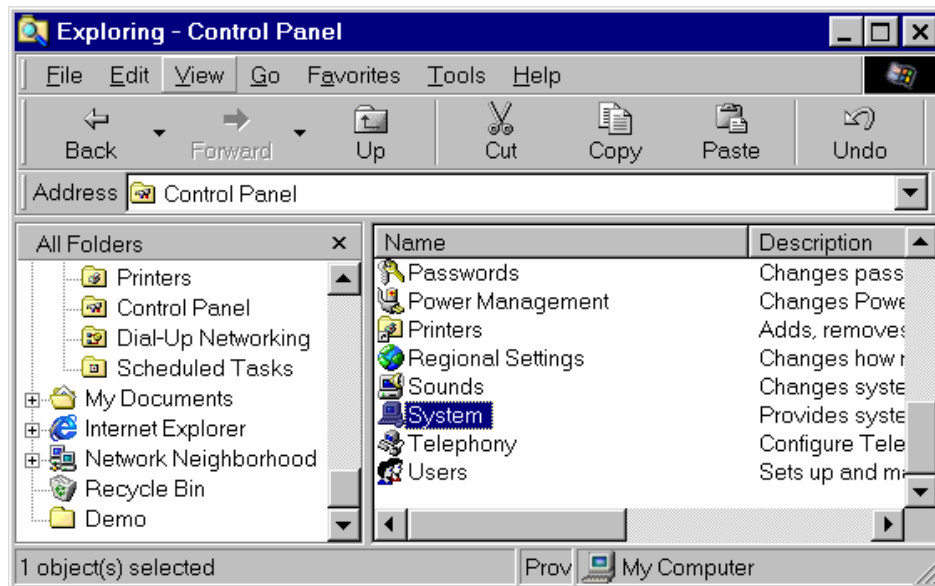 Exploring - Control Panel
File Edit View Go Favorites Tools Help
Back Forward Up Cut Copy Paste Undo
Address Control Panel
All Folders
Printers
Control Panel
Dial-Up Networking
Scheduled Tasks
My Documents
Internet Explorer
Network Neighborhood
Recycle Bin
Demo
Name Description
Passwords Changes pass
Power Management Changes Powe
Printers Adds, removes
Regional Settings Changes how
Sounds Changes syste
System Provides syste
Telephony Configure Tele
Users Sets up and
1 object(s) selected Prov My Computer